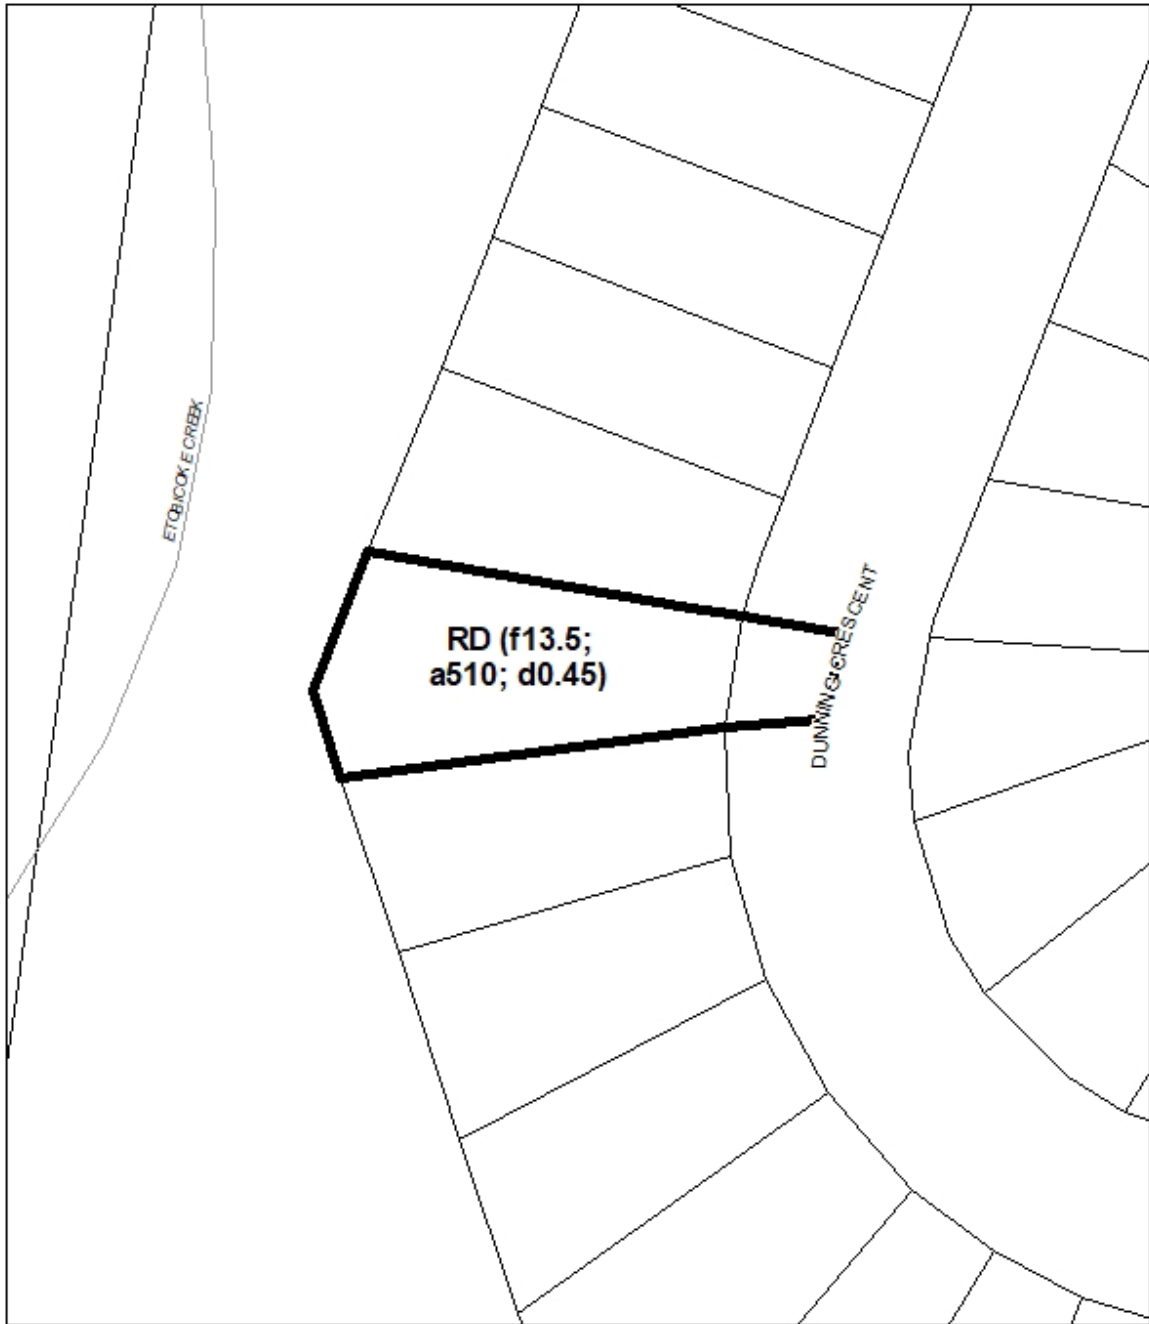 ETOBICOKE CREEK
RD (f13.5;
a510; d0.45)
DUNNING CRESCENT